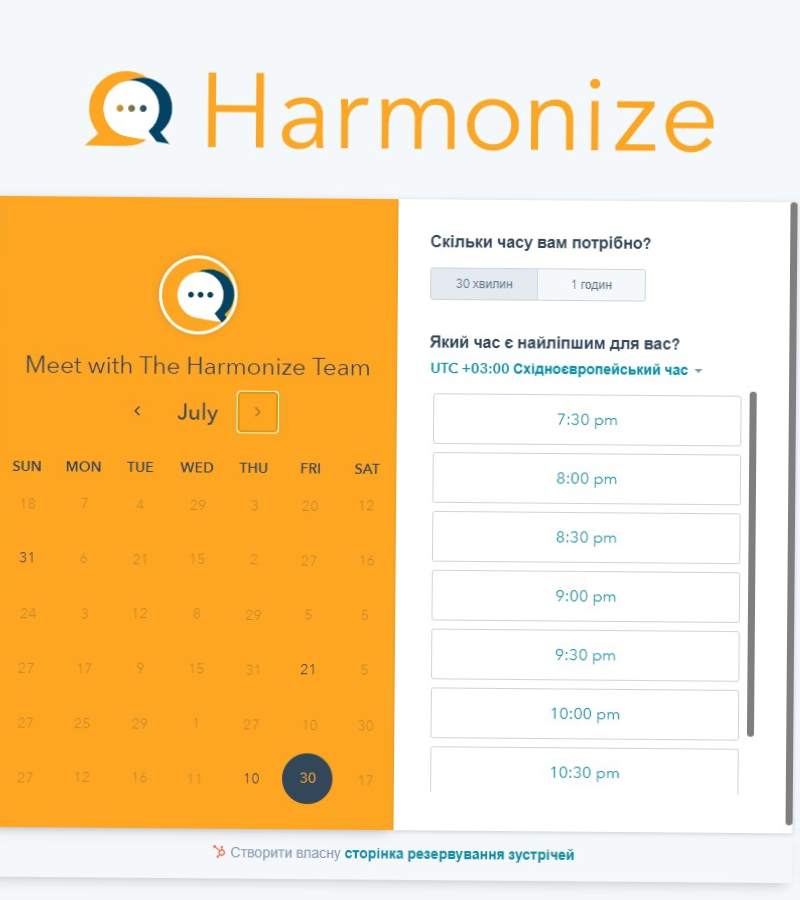 Harmonize
Meet with The Harmonize Team
July
SUN MON TUE WED THU FRI SAT
18 7 4 29 3 20 12
31 6 21 15 2 27 16
24 3 12 8 29 5 5
27 17 9 15 31 21 5
27 25 29 1 27 10 30
27 12 16 11 10 30 17
Скільки часу вам потрібно?
30 хвилин 1 годин
Який час є найліпшим для вас?
UTC +03:00 Східноєвропейський час
7:30 pm
8:00 pm
8:30 pm
9:00 pm
9:30 pm
10:00 pm
10:30 pm
Створити власну сторінка резервування зустрічей